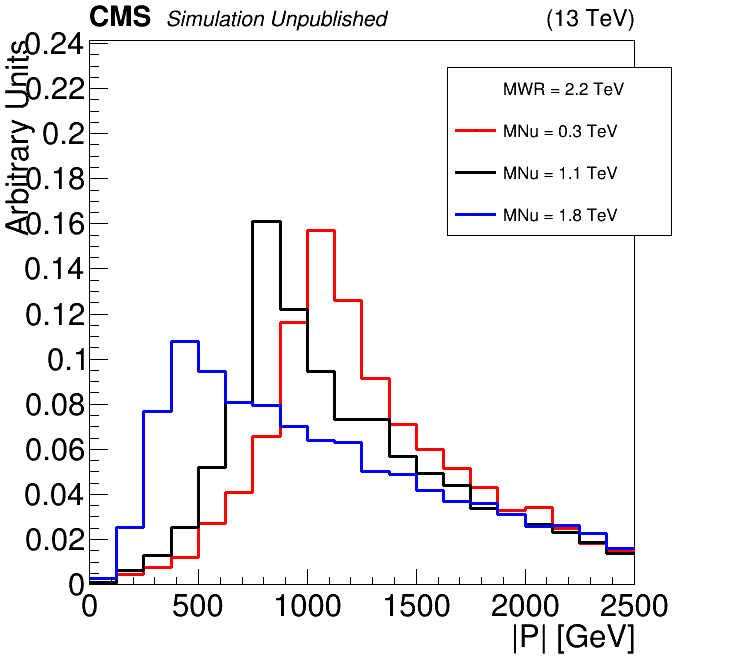 CMS Simulation Unpublished (13 TeV)
Arbitrary Units
0.24
0.22
0.2
0.18
0.16
0.14
0.12
0.1
0.08
0.06
0.04
0.02
0
MWR = 2.2 TeV
MNu = 0.3 TeV
MNu = 1.1 TeV
MNu = 1.8 TeV
0 500 1000 1500 2000 2500
|P| [GeV]